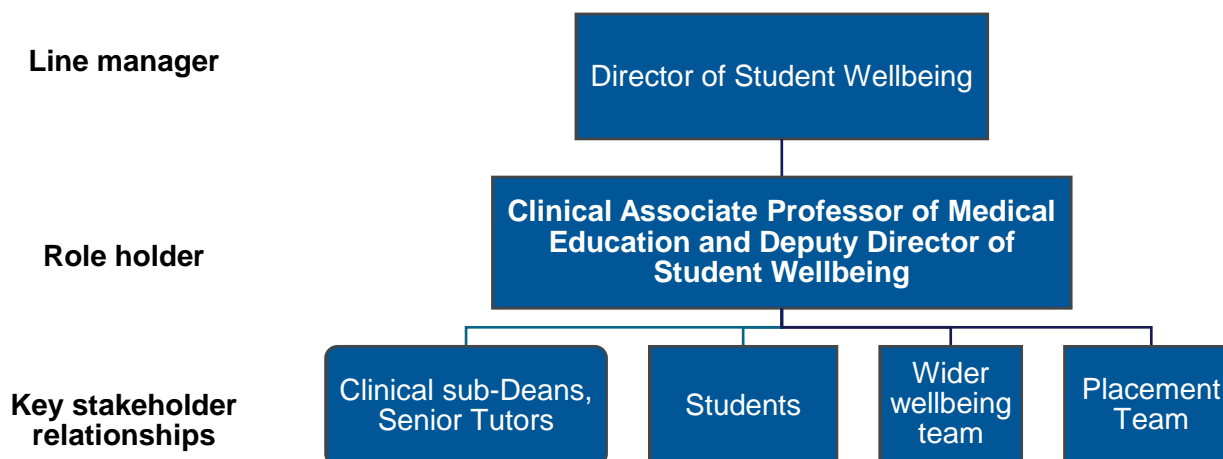 Line manager
Director of Student Wellbeing
Role holder
Clinical Associate Professor of Medical
Education and Deputy Director of
Student Wellbeing
Key stakeholder
relationships
Clinical sub-Deans,
Senior Tutors
Students
Wider
wellbeing
team
Placement
Team